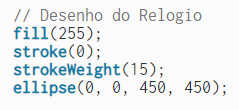 // Desenho do Relogio
fill(255);
stroke(0);
strokeWeight(15);
ellipse(0, 0, 450, 450);